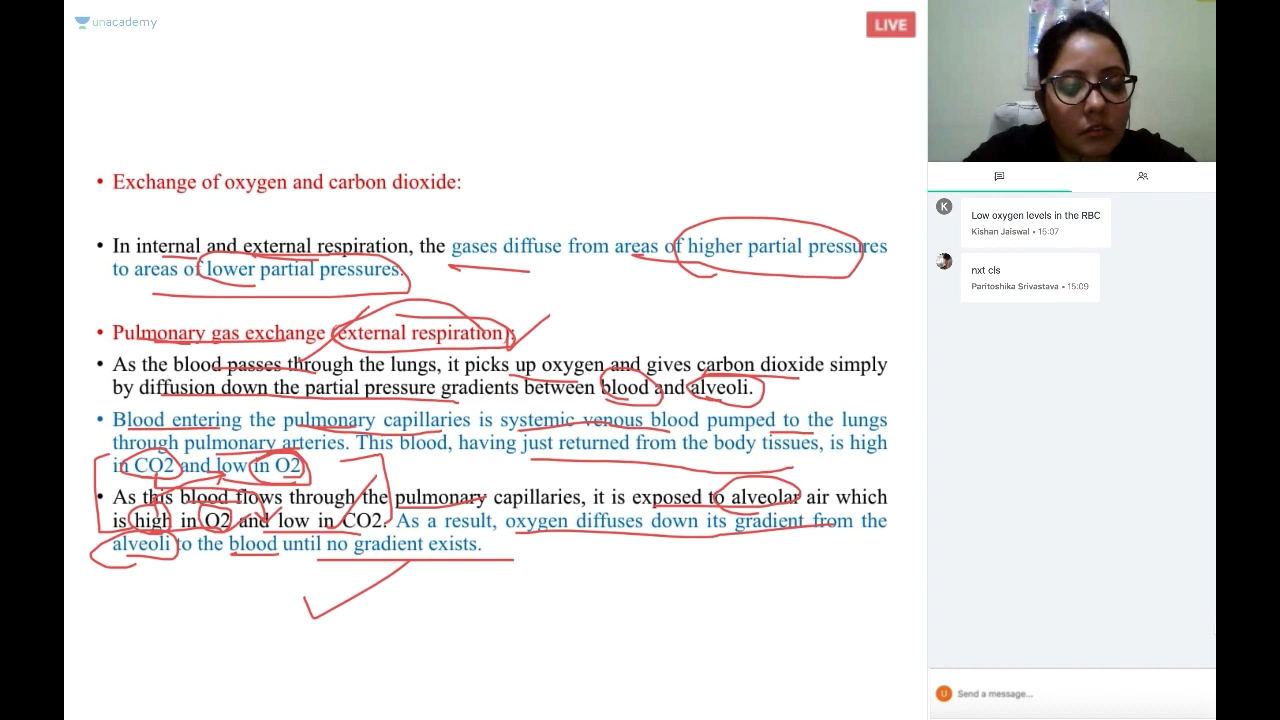 unacademy
LIVE
• Exchange of oxygen and carbon dioxide:
• In internal and external respiration, the gases diffuse from areas of higher partial pressures
to areas of lower partial pressures.
• Pulmonary gas exchange (external respiration):
• As the blood passes through the lungs, it picks up oxygen and gives carbon dioxide simply
by diffusion down the partial pressure gradients between blood and alveoli.
• Blood entering the pulmonary capillaries is systemic venous blood pumped to the lungs
through pulmonary arteries. This blood, having just returned from the body tissues, is high
in CO2 and low in O2
• As this blood flows through the pulmonary capillaries, it is exposed to alveolar air which
is high in O2 and low in CO2. As a result, oxygen diffuses down its gradient from the
alveoli to the blood until no gradient exists.
K
Low oxygen levels in the RBC
Kishan Jaiswal • 15:07
nxt cls
Paritoshika Srivastava • 15:09
U
Send a message...